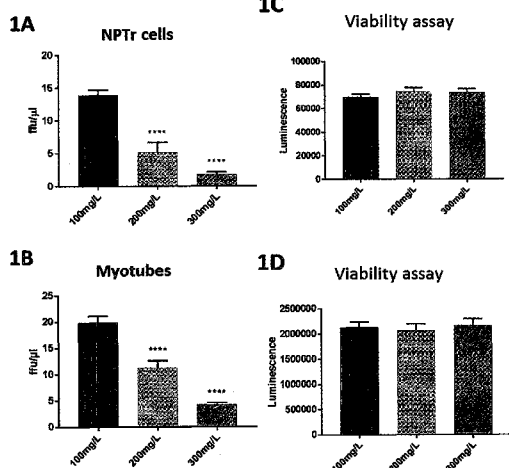 1A
NPTr cells
ffu/µl
20
15
10
5
0
****
****
100mg/L
200mg/L
300mg/L
1C
Viability assay
Luminescence
100000
80000
60000
40000
20000
0
100mg/L
200mg/L
300mg/L
1B
Myotubes
ffu/µl
25
20
15
10
5
0
****
****
100mg/L
200mg/L
300mg/L
1D
Viability assay
Luminescence
2500000
2000000
1500000
1000000
500000
0
100mg/L
200mg/L
300mg/L